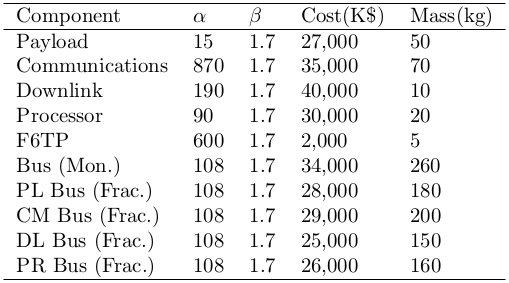 Component α β Cost(K$) Mass(kg)
Payload 15 1.7 27,000 50
Communications 870 1.7 35,000 70
Downlink 190 1.7 40,000 10
Processor 90 1.7 30,000 20
F6TP 600 1.7 2,000 5
Bus (Mon.) 108 1.7 34,000 260
PL Bus (Frac.) 108 1.7 28,000 180
CM Bus (Frac.) 108 1.7 29,000 200
DL Bus (Frac.) 108 1.7 25,000 150
PR Bus (Frac.) 108 1.7 26,000 160